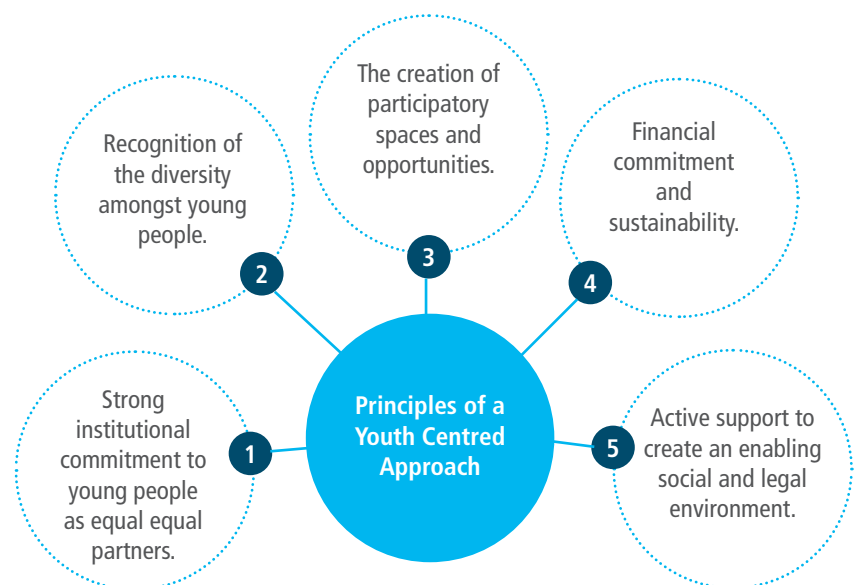 Principles of a
Youth Centred
Approach
1
Strong
institutional
commitment to
young people
as equal equal
partners.
2
Recognition of
the diversity
amongst young
people.
3
The creation of
participatory
spaces and
opportunities.
4
Financial
commitment
and
sustainability.
5
Active support to
create an enabling
social and legal
environment.